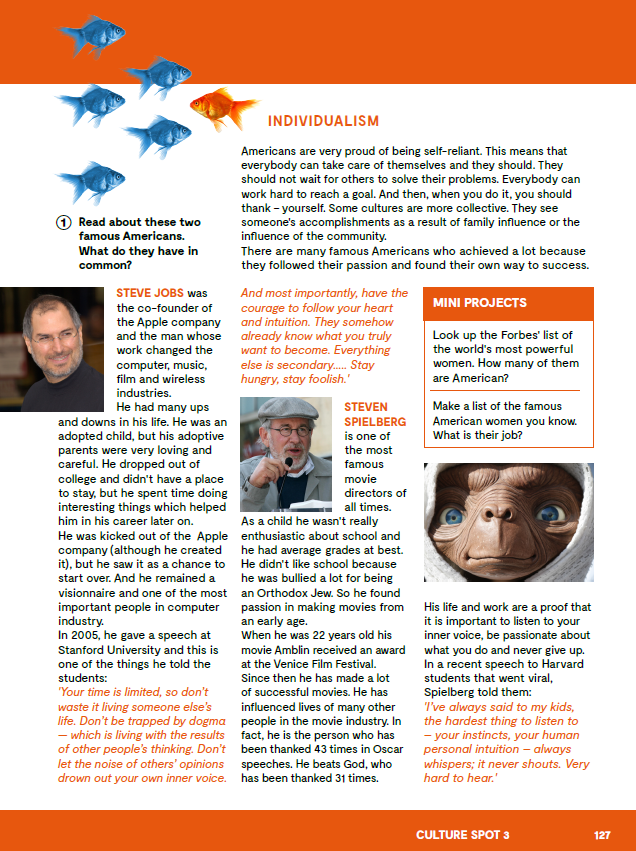 INDIVIDUALISM
Americans are very proud of being self-reliant. This means that
everybody can take care of themselves and they should. They
should not wait for others to solve their problems. Everybody can
work hard to reach a goal. And then, when you do it, you should
thank – yourself. Some cultures are more collective. They see
someone's accomplishments as a result of family influence or the
influence of the community.
There are many famous Americans who achieved a lot because
they followed their passion and found their own way to success.
1 Read about these two
famous Americans.
What do they have in
common?
STEVE JOBS was
the co-founder of
the Apple company
and the man whose
work changed the
computer, music,
film and wireless
industries.
He had many ups
and downs in his life. He was an
adopted child, but his adoptive
parents were very loving and
careful. He dropped out of
college and didn't have a place
to stay, but he spent time doing
interesting things which helped
him in his career later on.
He was kicked out of the Apple
company (although he created
it), but he saw it as a chance to
start over. And he remained a
visionnaire and one of the most
important people in computer
industry.
In 2005, he gave a speech at
Stanford University and this is
one of the things he told the
students:
'Your time is limited, so don't
waste it living someone else's
life. Don't be trapped by dogma
— which is living with the results
of other people's thinking. Don't
let the noise of others' opinions
drown out your own inner voice.
And most importantly, have the
courage to follow your heart
and intuition. They somehow
already know what you truly
want to become. Everything
else is secondary..... Stay
hungry, stay foolish.'
STEVEN
SPIELBERG
is one of
the most
famous
movie
directors of
all times.
As a child he wasn't really
enthusiastic about school and
he had average grades at best.
He didn't like school because
he was bullied a lot for being
an Orthodox Jew. So he found
passion in making movies from
an early age.
When he was 22 years old his
movie Amblin received an award
at the Venice Film Festival.
Since then he has made a lot
of successful movies. He has
influenced lives of many other
people in the movie industry. In
fact, he is the person who has
been thanked 43 times in Oscar
speeches. He beats God, who
has been thanked 31 times.
MINI PROJECTS
Look up the Forbes' list of
the world's most powerful
women. How many of them
are American?
Make a list of the famous
American women you know.
What is their job?
His life and work are a proof that
it is important to listen to your
inner voice, be passionate about
what you do and never give up.
In a recent speech to Harvard
students that went viral,
Spielberg told them:
'I've always said to my kids,
the hardest thing to listen to
– your instincts, your human
personal intuition – always
whispers; it never shouts. Very
hard to hear.'
CULTURE SPOT 3
127